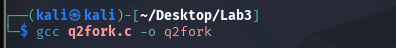 ┌──(kali㉿kali)-[~/Desktop/Lab3]
└─$ gcc q2fork.c -o q2fork